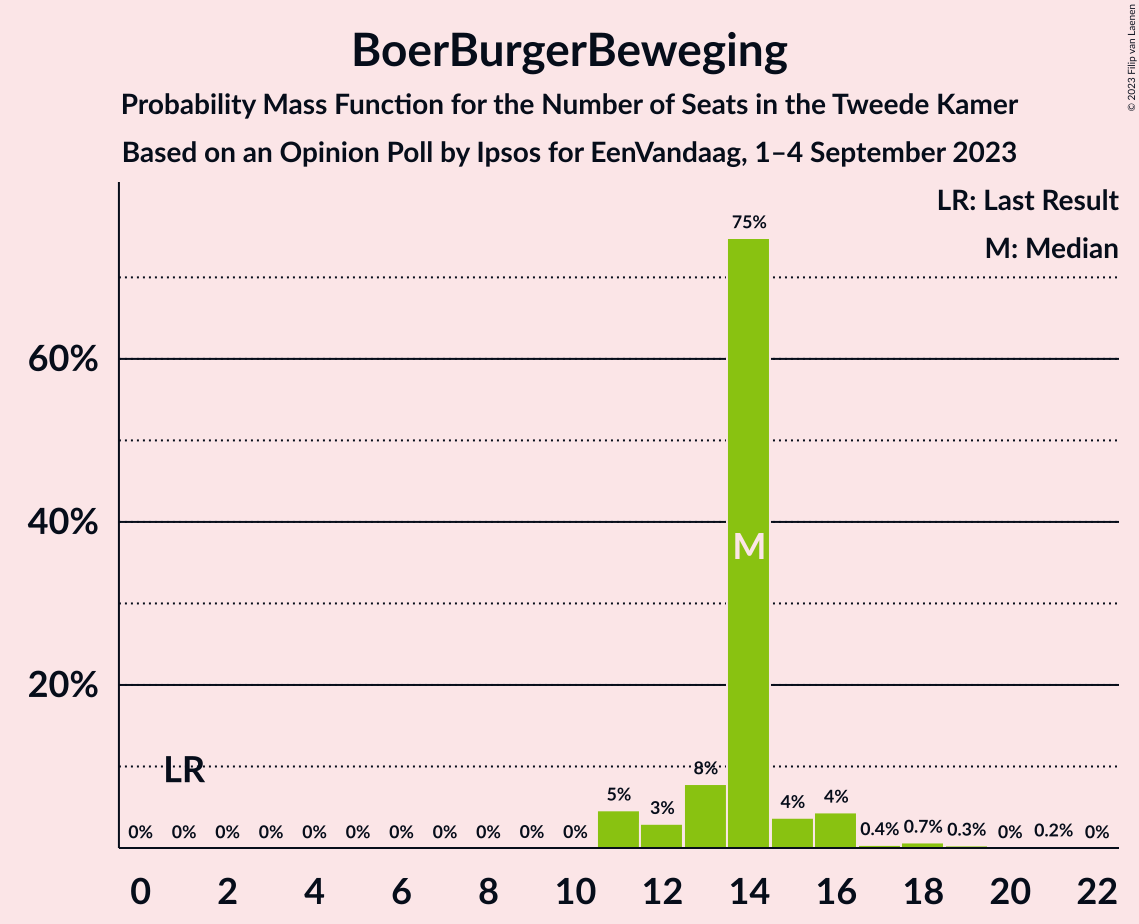 BoerBurgerBeweging
Probability Mass Function for the Number of Seats in the Tweede Kamer
Based on an Opinion Poll by Ipsos for EenVandaag, 1–4 September 2023
© 2023 Filip van Laenen
LR: Last Result
M: Median
75%
60%
40%
M
20%
LR
8%
5%
3%
4%
4%
0%
0%
0%
0%
0%
0%
0%
0%
0%
0%
0%
0.4%
0.7%
0.3%
0%
0.2%
0%
0 2 4 6 8 10 12 14 16 18 20 22